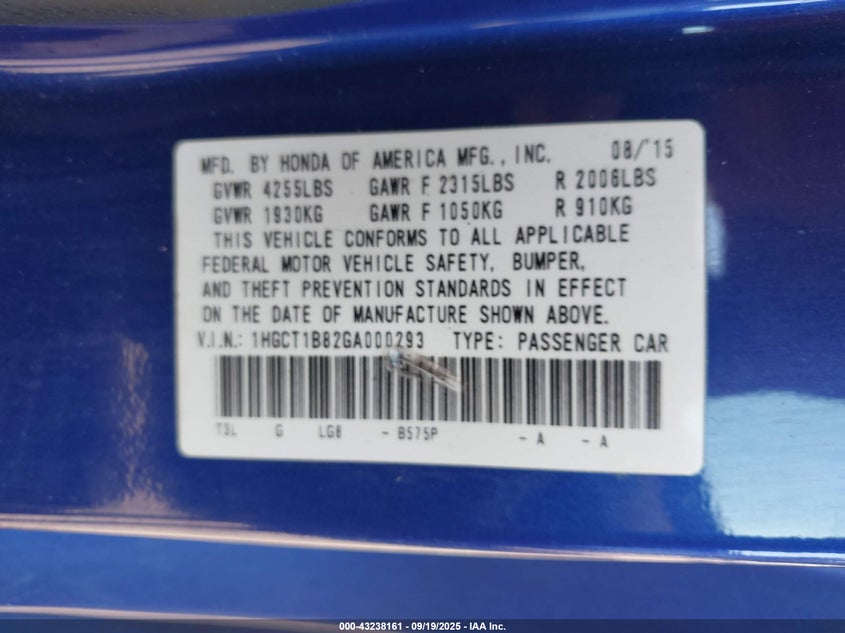 MFD. BY HONDA OF AMERICA MFG., INC. 08/'15
GVWR 4255LBS GAWR F 2315LBS R 2006LBS
GVWR 1930KG GAWR F 1050KG R 910KG
THIS VEHICLE CONFORMS TO ALL APPLICABLE
FEDERAL MOTOR VEHICLE SAFETY, BUMPER,
AND THEFT PREVENTION STANDARDS IN EFFECT
ON THE DATE OF MANUFACTURE SHOWN ABOVE.
V.I.N.: 1HGCT1B82GA000293 TYPE: PASSENGER CAR
T3L G LG8 - B575P - A - A
000-43238161 - 09/19/2025 - IAA Inc.